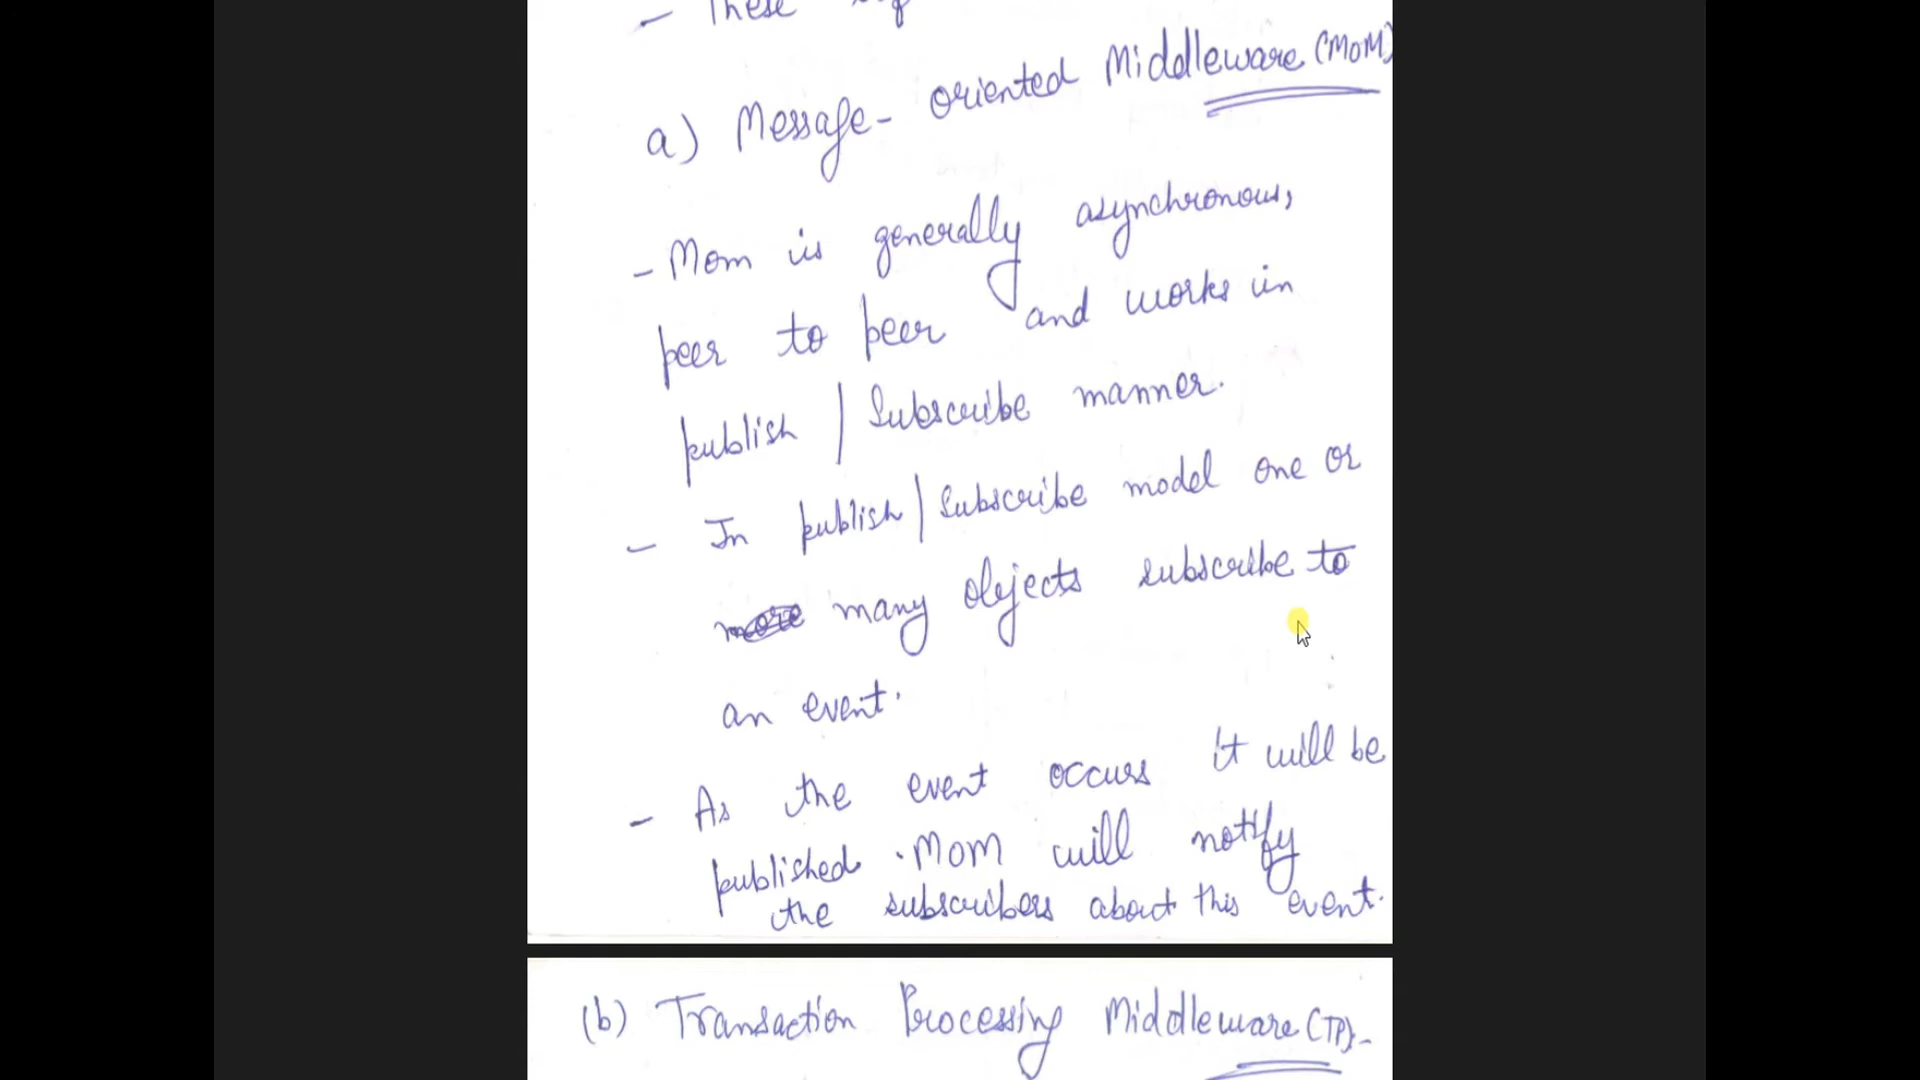 - These
a) Message- oriented Middleware (MOM)
- Mom is generally asynchronous,
peer to peer and works in
publish / Subscribe manner.
- In publish / Subscribe model one or
many objects subscribe to
an event.
- As the event occurs it will be
published. MOM will notify
the subscribers about this event.
(b) Transaction Processing Middleware (TP)-